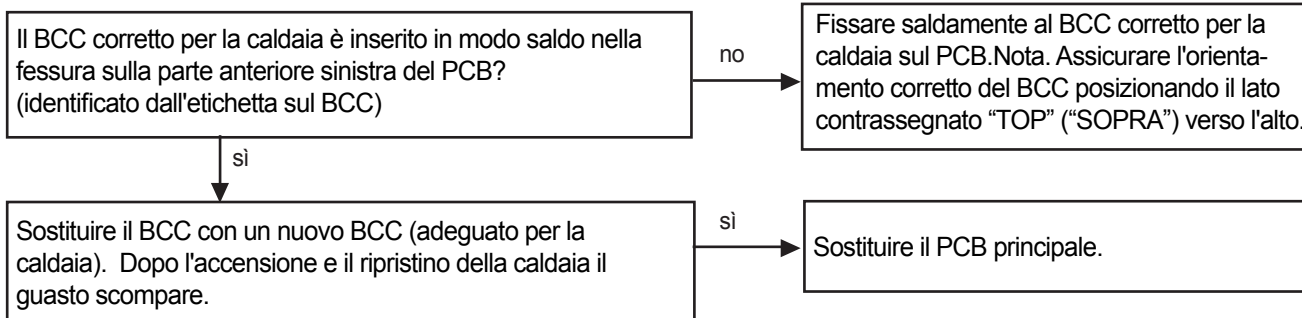 Il BCC corretto per la caldaia è inserito in modo saldo nella
fessura sulla parte anteriore sinistra del PCB?
(identificato dall'etichetta sul BCC)
no
Fissare saldamente al BCC corretto per la
caldaia sul PCB.Nota. Assicurare l'orienta-
mento corretto del BCC posizionando il lato
contrassegnato “TOP” (“SOPRA”) verso l'alto.
sì
Sostituire il BCC con un nuovo BCC (adeguato per la
caldaia). Dopo l'accensione e il ripristino della caldaia il
guasto scompare.
sì
Sostituire il PCB principale.